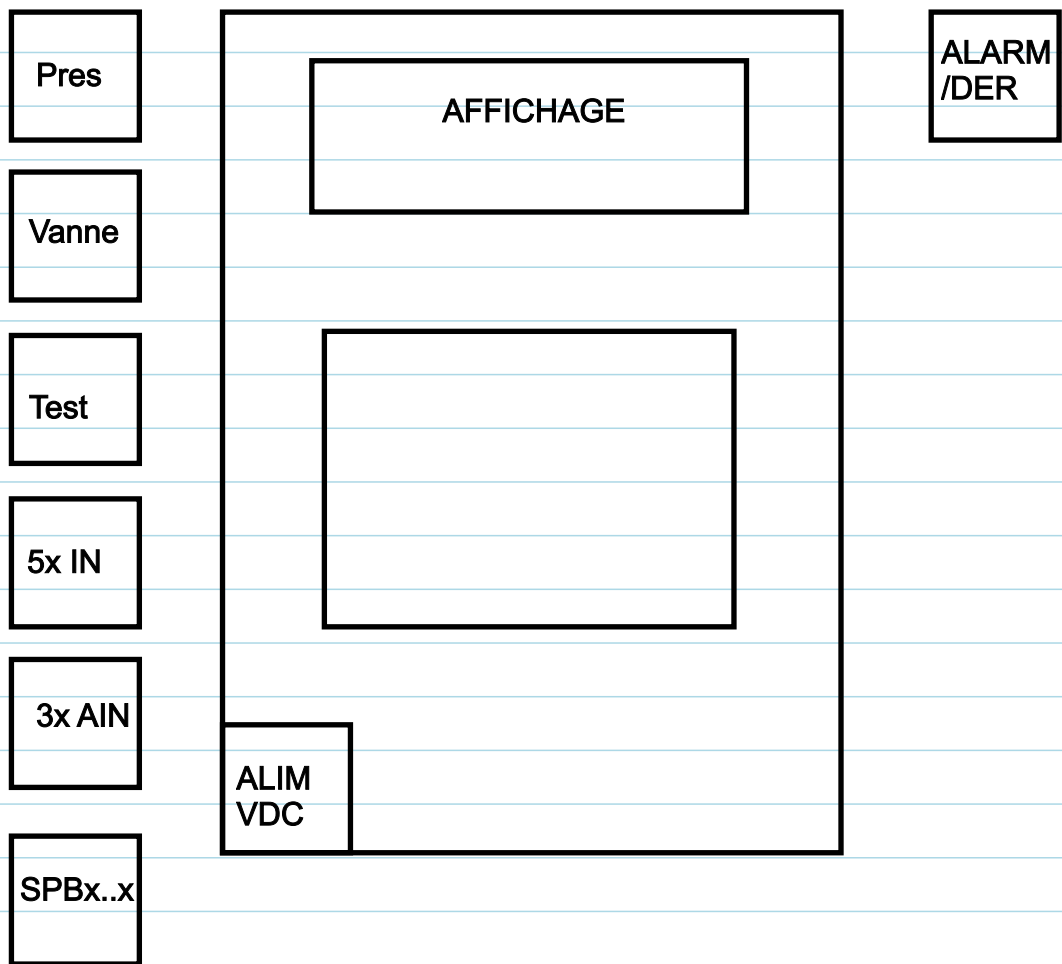 Pres
AFFICHAGE
ALARM
/DER
Vanne
Test
5x IN
3x AIN
ALIM
VDC
SPBx..x